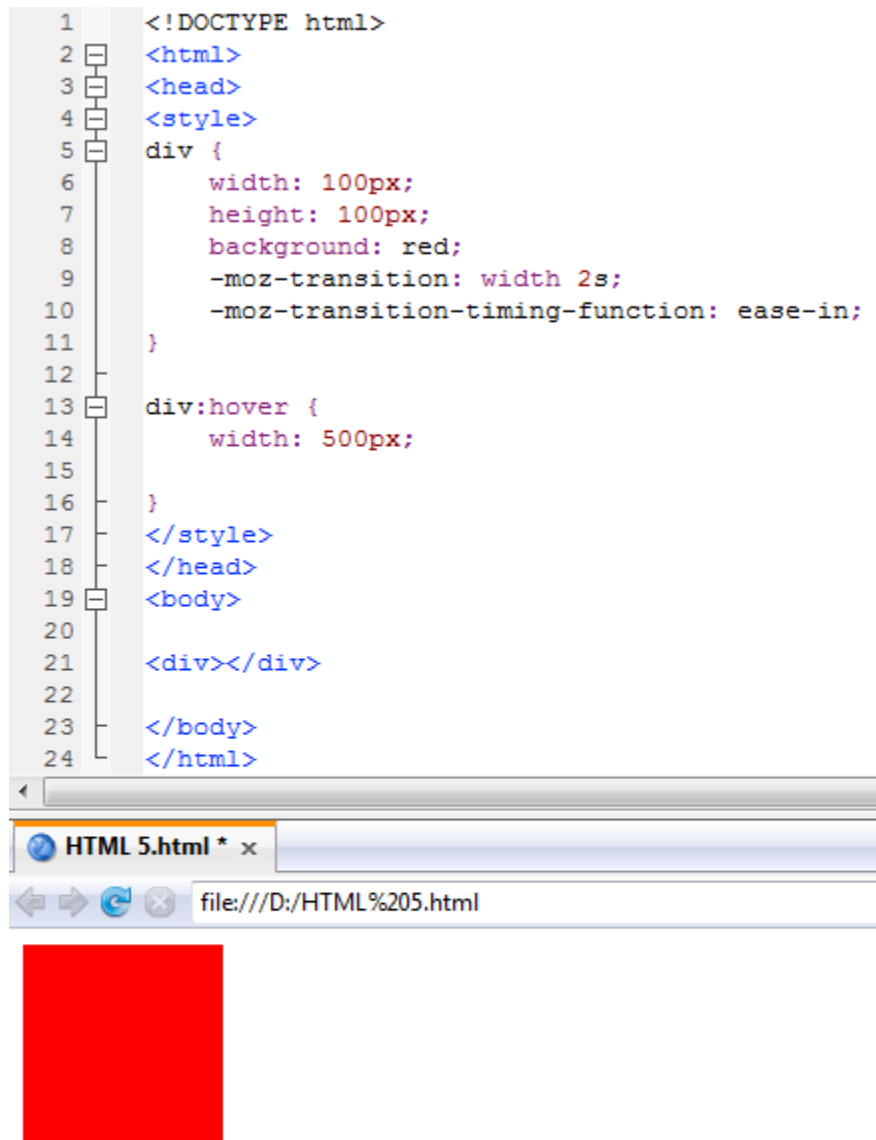 1 <!DOCTYPE html>
2 <html>
3 <head>
4 <style>
5 div {
6 width: 100px;
7 height: 100px;
8 background: red;
9 -moz-transition: width 2s;
10 -moz-transition-timing-function: ease-in;
11 }
12
13 div:hover {
14 width: 500px;
15
16 }
17 </style>
18 </head>
19 <body>
20
21 <div></div>
22
23 </body>
24 </html>
HTML 5.html * x
file:///D:/HTML%205.html